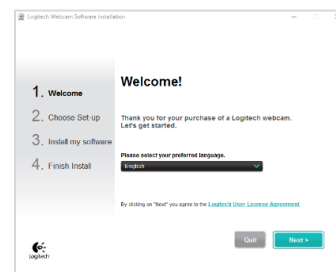 Logitech Webcam Software Installation
1. Welcome
2. Choose Set-up
3. Install my software
4. Finish Install
Welcome!
Thank you for your purchase of a Logitech webcam.
Let's get started.
Please select your preferred language.
English
By clicking on "Next" you agree to the Logitech User License Agreement
Logitech
Quit
Next >